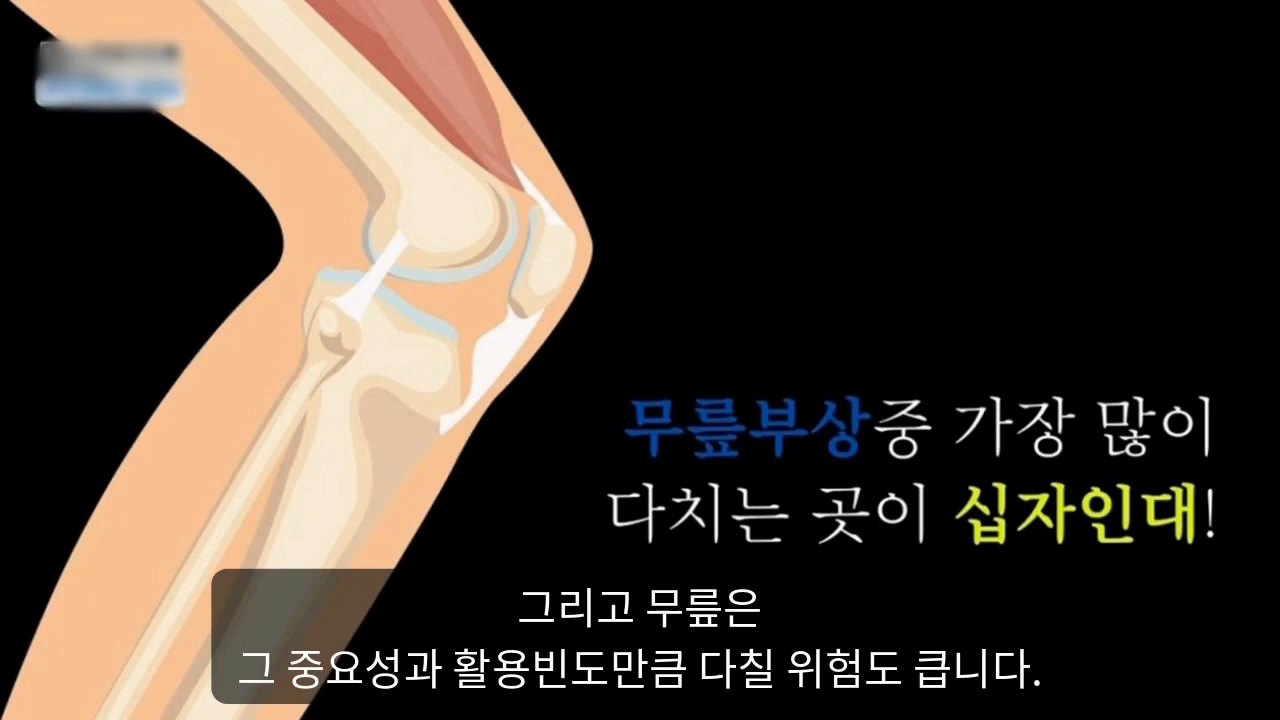 무릎부상중 가장 많이
다치는 곳이 십자인대!
그리고 무릎은
그 중요성과 활용빈도만큼 다칠 위험도 큽니다.